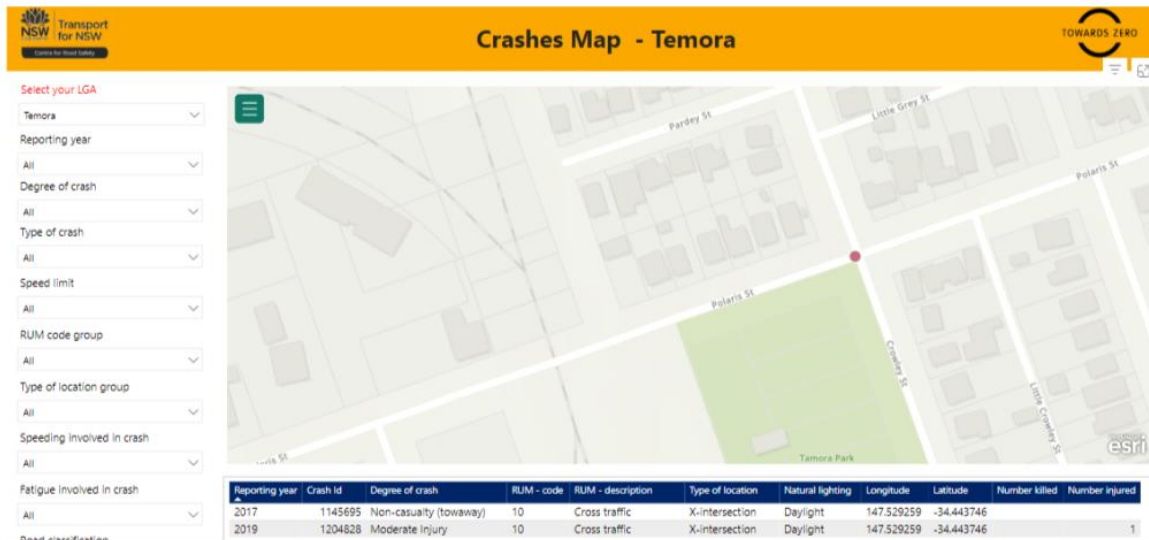 Transport
for NSW
NSW
Centre for Road Safety
Crashes Map - Temora
TOWARDS ZERO
Select your LGA
Temora
Reporting year
All
Degree of crash
All
Type of crash
All
Speed limit
All
RUM code group
All
Type of location group
All
Speeding involved in crash
All
Fatigue involved in crash
All
Road classification
Little Grey St
Pardey St
Polaris St
Polaris St
Crowley St
Little Crowley St
Tamora Park
esri
Reporting year Crash Id Degree of crash RUM - code RUM - description Type of location Natural lighting Longitude Latitude Number killed Number injured
2017 1145695 Non-casualty (towaway) 10 Cross traffic X-intersection Daylight 147.529259 -34.443746
2019 1204828 Moderate Injury 10 Cross traffic X-intersection Daylight 147.529259 -34.443746 1